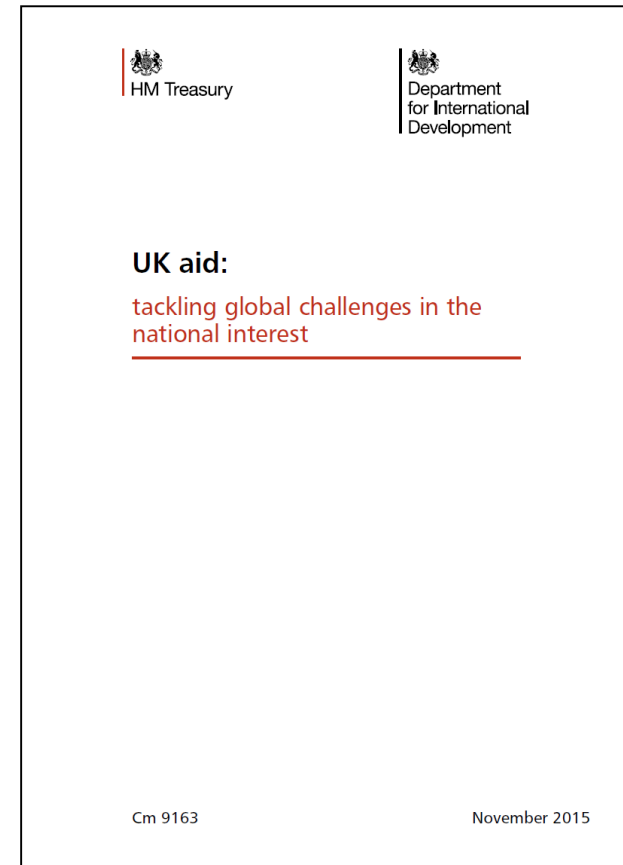 HM Treasury
Department
for International
Development
UK aid:
tackling global challenges in the
national interest
Cm 9163
November 2015